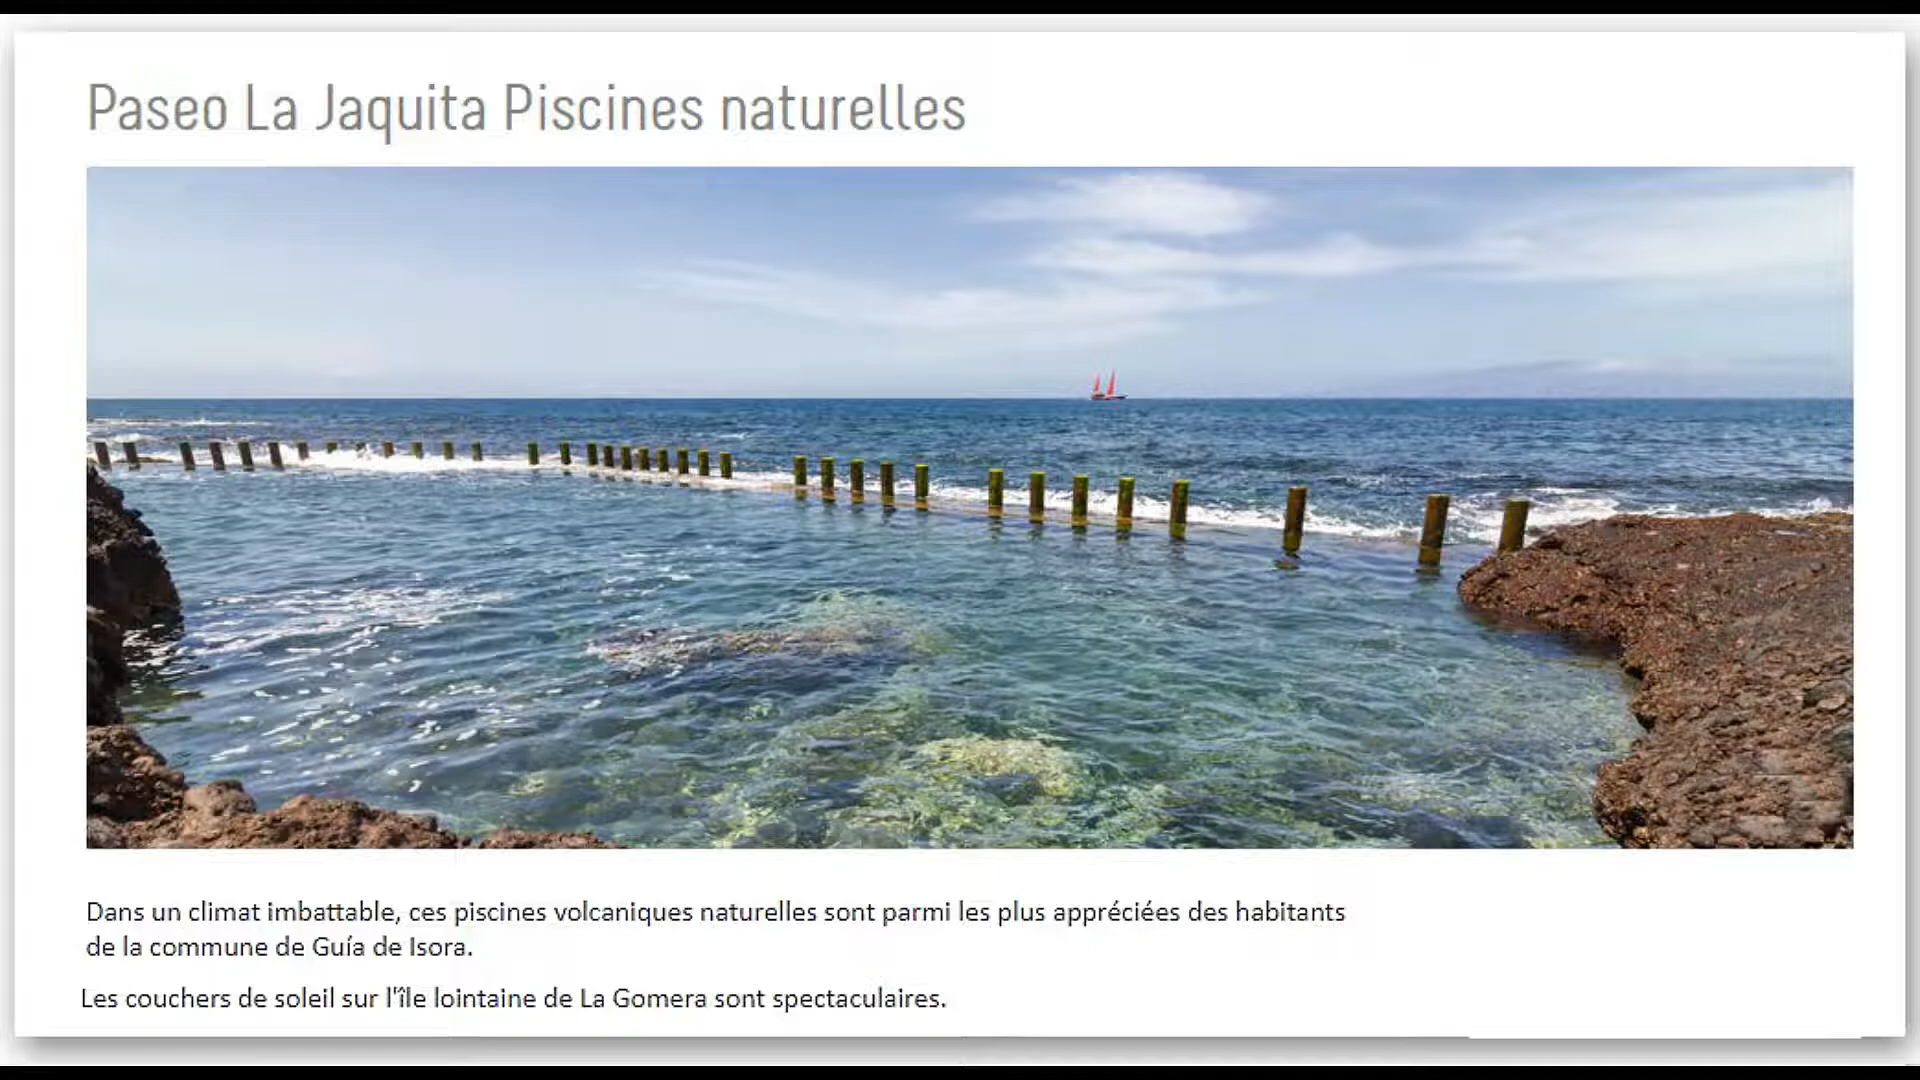 Paseo La Jaquita Piscines naturelles
Dans un climat imbattable, ces piscines volcaniques naturelles sont parmi les plus appréciées des habitants
de la commune de Guía de Isora.
Les couchers de soleil sur l'île lointaine de La Gomera sont spectaculaires.